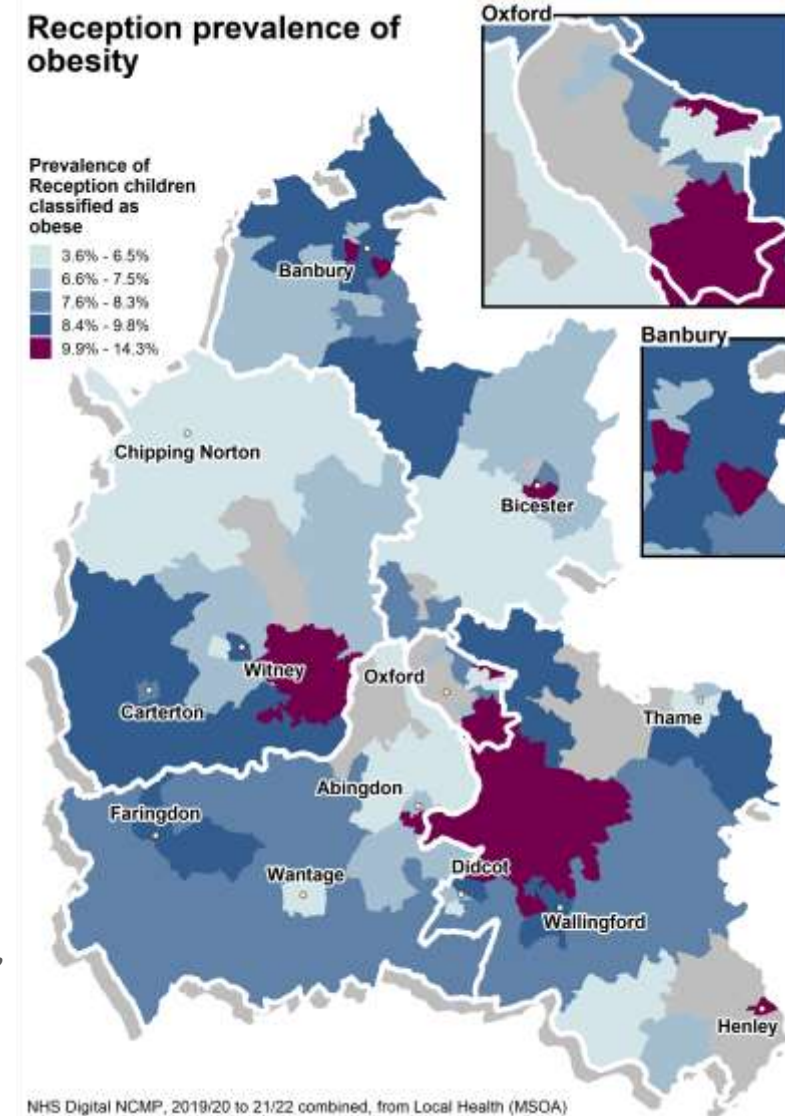 Reception prevalence of
obesity
Oxford
Prevalence of
Reception children
classified as
obese
3.6% - 6.5%
6.6% - 7.5%
7.6% - 8.3%
8.4% - 9.8%
9.9% - 14.3%
Banbury
Banbury
Chipping Norton
Bicester
Witney
Oxford
Carterton
Thame
Abingdon
Faringdon
Wantage
Didcot
Wallingford
Henley
NHS Digital NCMP, 2019/20 to 21/22 combined, from Local Health (MSOA)